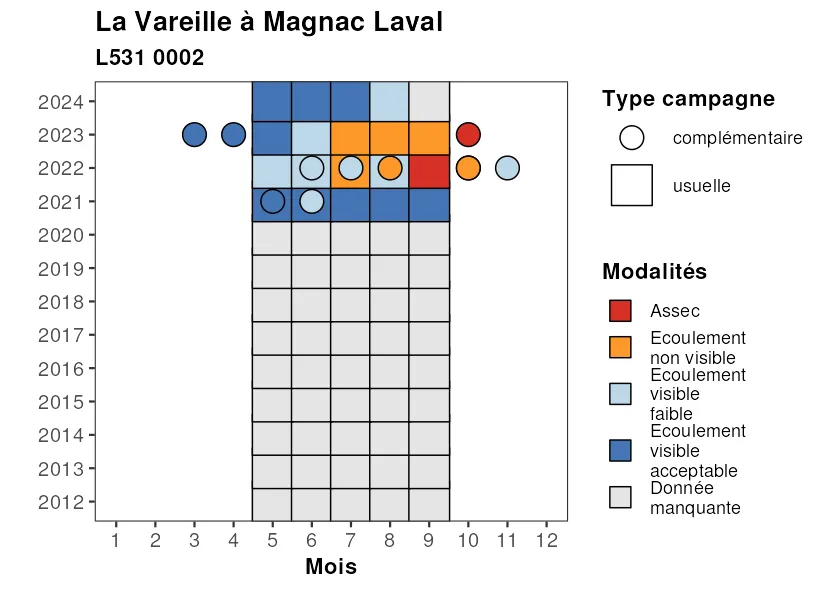 La Vareille à Magnac Laval
L531 0002
2024
2023
2022
2021
2020
2019
2018
2017
2016
2015
2014
2013
2012
1 2 3 4 5 6 7 8 9 10 11 12
Mois
Type campagne
complémentaire
usuelle
Modalités
Assec
Ecoulement
non visible
Ecoulement
visible
faible
Ecoulement
visible
acceptable
Donnée
manquante